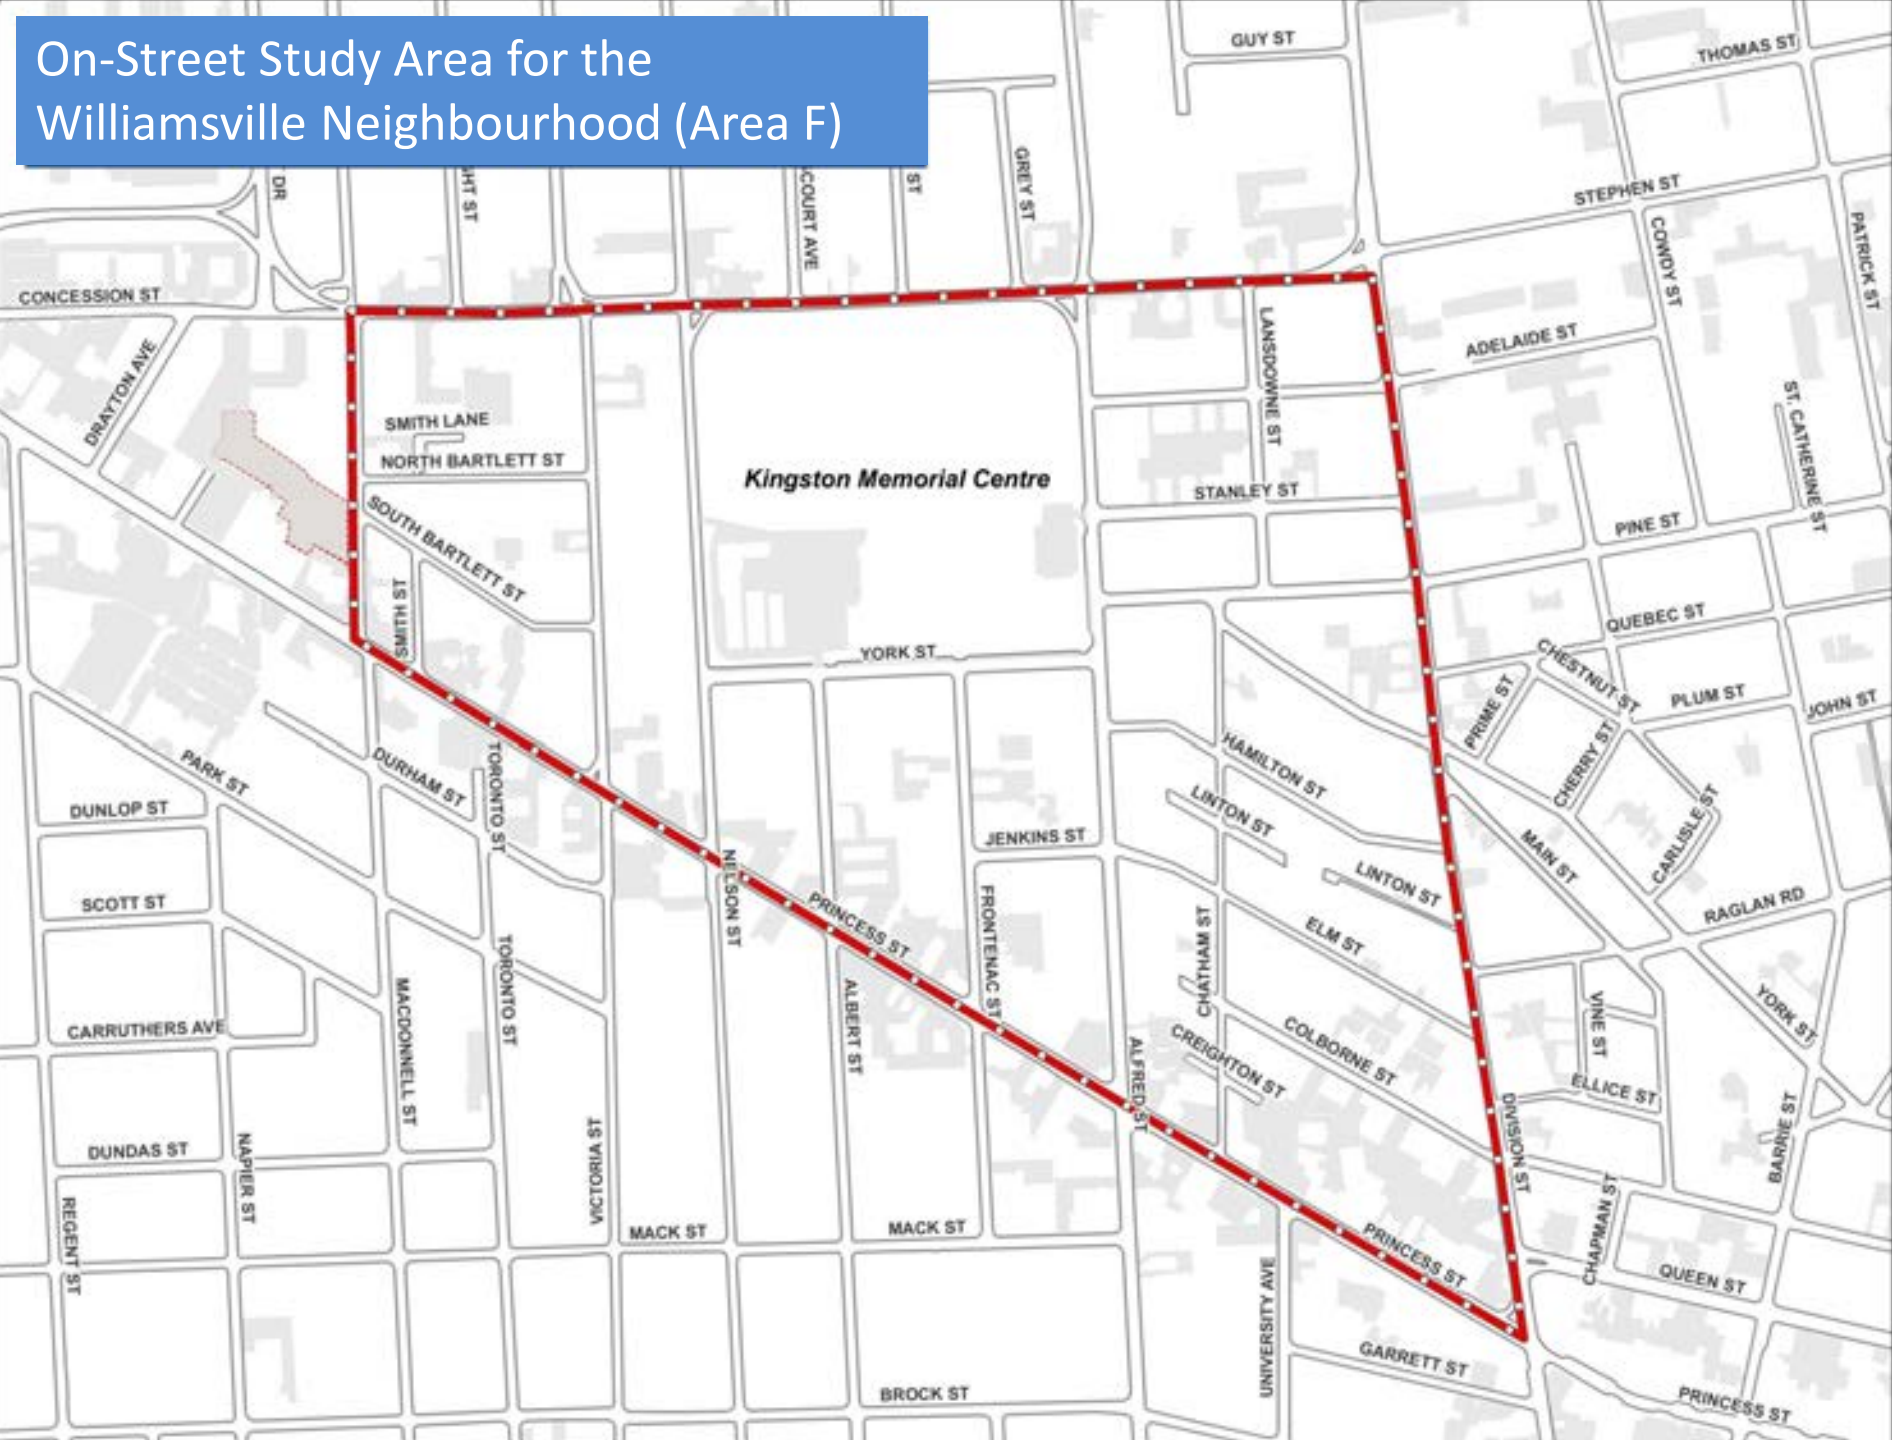 On-Street Study Area for the
Williamsville Neighbourhood (Area F)
GUY ST
THOMAS ST
DR
HT ST
COURT AVE
ST
GREY ST
STEPHEN ST
COWDY ST
PATRICK ST
CONCESSION ST
DRAYTON AVE
LANSDOWNE ST
ADELAIDE ST
ST. CATHERINE ST
SMITH LANE
NORTH BARTLETT ST
Kingston Memorial Centre
STANLEY ST
SOUTH BARTLETT ST
PINE ST
SMITH ST
QUEBEC ST
YORK ST
CHESTNUT ST
PLUM ST
JOHN ST
PRIME ST
CHERRY ST
HAMILTON ST
PARK ST
DURHAM ST
TORONTO ST
DUNLOP ST
LINTON ST
JENKINS ST
MAIN ST
CARLISLE ST
LINTON ST
NELSON ST
PRINCESS ST
FRONTENAC ST
SCOTT ST
RAGLAN RD
CHATHAM ST
ELM ST
TORONTO ST
MACDONNELL ST
ALBERT ST
CARRUTHERS AVE
YORK ST
VINE ST
COLBORNE ST
CREIGHTON ST
ALFRED ST
ELLICE ST
DIVISION ST
BARRIE ST
DUNDAS ST
NAPIER ST
VICTORIA ST
CHAPMAN ST
REGENT ST
MACK ST
MACK ST
PRINCESS ST
UNIVERSITY AVE
QUEEN ST
GARRETT ST
BROCK ST
PRINCESS ST